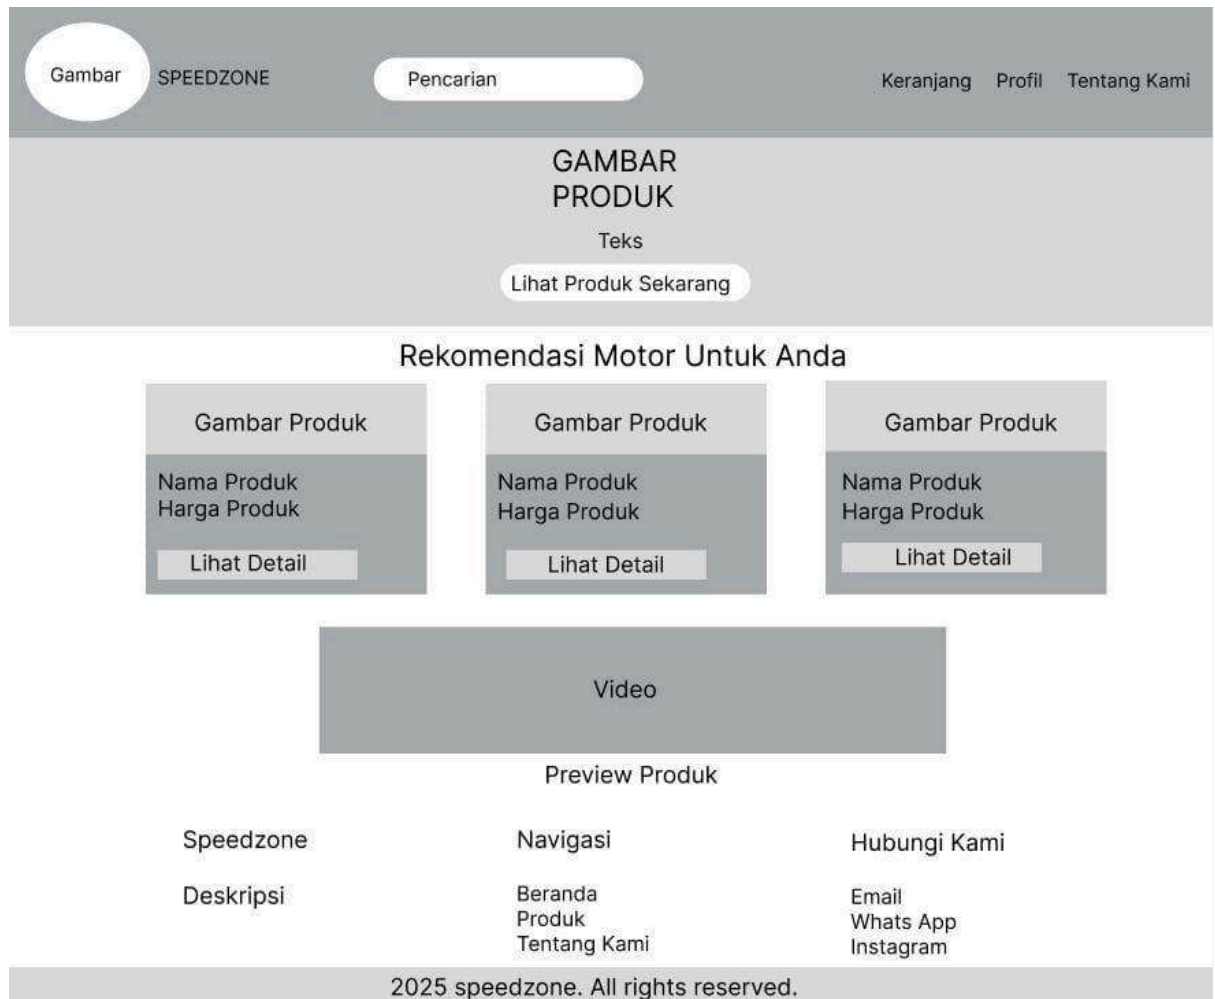 Gambar
SPEEDZONE
Pencarian
Keranjang Profil Tentang Kami
GAMBAR
PRODUK
Teks
Lihat Produk Sekarang
Rekomendasi Motor Untuk Anda
Gambar Produk
Nama Produk
Harga Produk
Lihat Detail
Gambar Produk
Nama Produk
Harga Produk
Lihat Detail
Gambar Produk
Nama Produk
Harga Produk
Lihat Detail
Video
Preview Produk
Speedzone
Deskripsi
Navigasi
Beranda
Produk
Tentang Kami
Hubungi Kami
Email
Whats App
Instagram
2025 speedzone. All rights reserved.